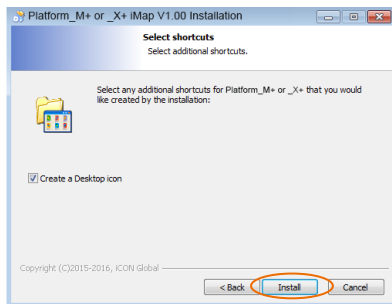 Platform_M+ or _X+ iMap V1.00 Installation
Select shortcuts
Select additional shortcuts.
Select any additional shortcuts for Platform_M+ or _X+ that you would
like created by the installation:
Create a Desktop icon
Copyright (C)2015-2016, iCON Global
< Back
Install
Cancel